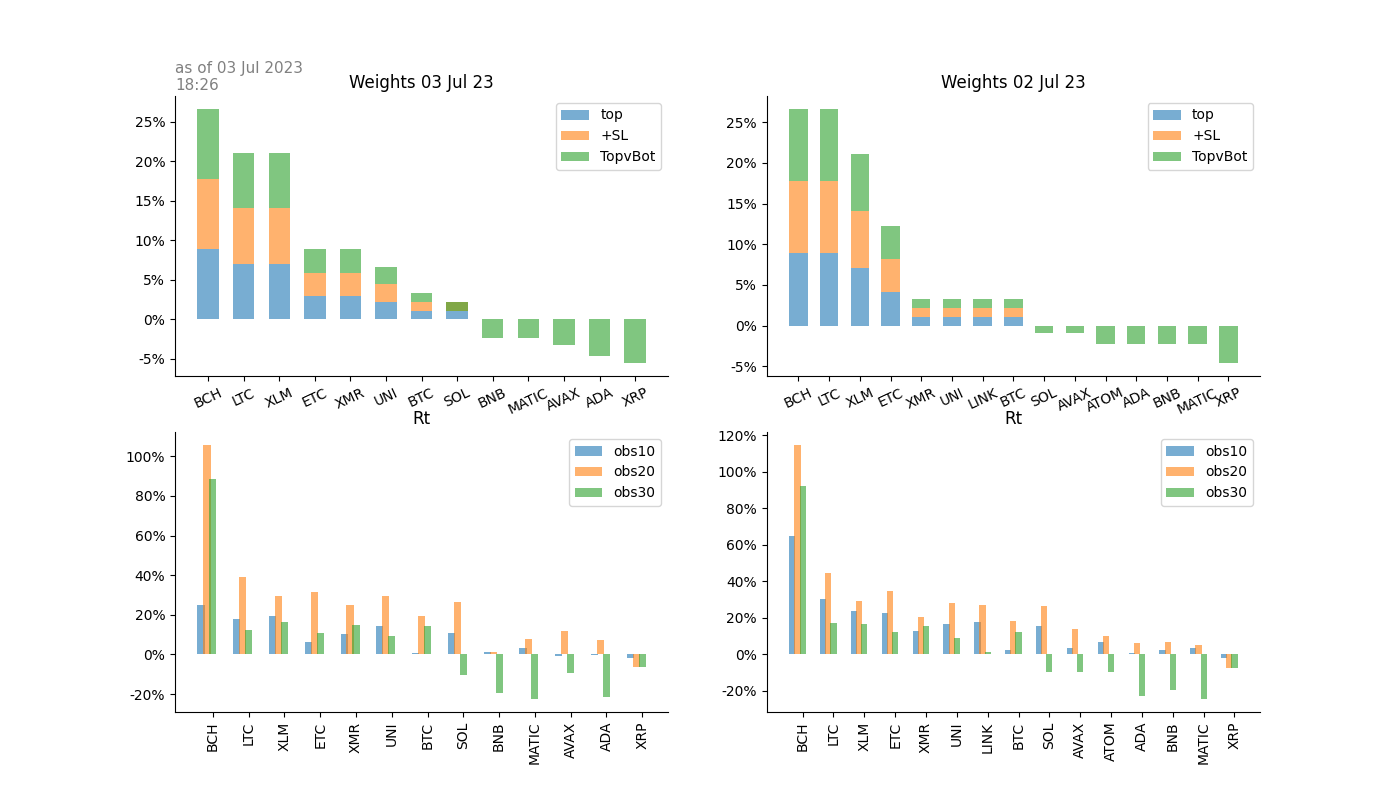 as of 03 Jul 2023
18:26
Weights 03 Jul 23
25%
20%
15%
10%
5%
0%
-5%
top
+SL
TopvBot
BCH LTC XLM ETC XMR UNI BTC SOL BNB MATIC AVAX ADA XRP
Weights 02 Jul 23
25%
20%
15%
10%
5%
0%
-5%
top
+SL
TopvBot
BCH LTC XLM ETC XMR UNI LINK BTC SOL AVAX ATOM ADA BNB MATIC XRP
Rt
100%
80%
60%
40%
20%
0%
-20%
obs10
obs20
obs30
BCH LTC XLM ETC XMR UNI BTC SOL BNB MATIC AVAX ADA XRP
Rt
120%
100%
80%
60%
40%
20%
0%
-20%
obs10
obs20
obs30
BCH LTC XLM ETC XMR UNI LINK BTC SOL AVAX ATOM ADA BNB MATIC XRP